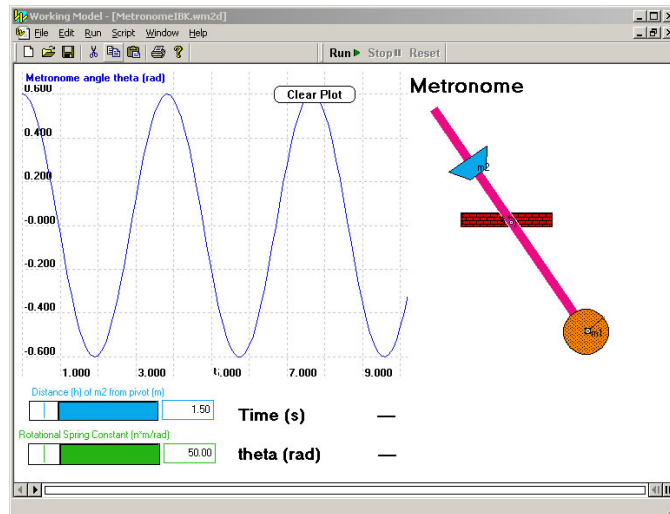 Working Model - [MetronomeIBK.wm2d]
File Edit Run Script Window Help
Run Stop Reset
Metronome angle theta (rad)
Clear Plot
Metronome
0.600
0.400
0.200
-0.000
-0.200
-0.400
-0.600
1.000 3.000 5.000 7.000 9.000
m2
m1
Distance (h) of m2 from pivot (m)
1.50
Time (s) —
Rotational Spring Constant (n*m/rad)
50.00
theta (rad) —